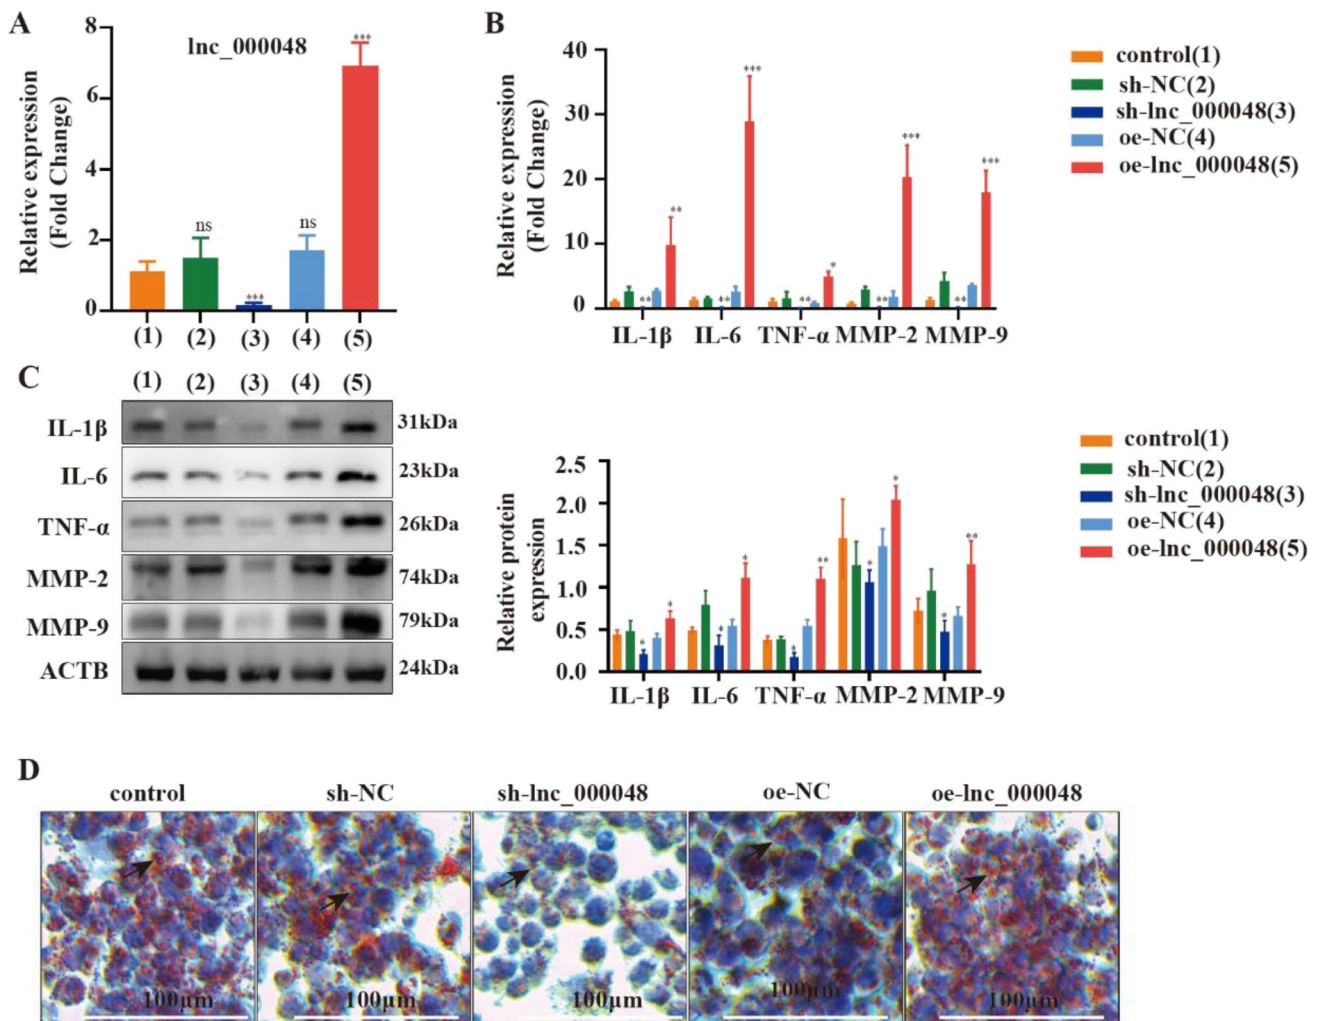 A
lnc_000048
Relative expression
(Fold Change)
8
6
4
2
0
ns
***
ns
***
(1) (2) (3) (4) (5)
B
Relative expression
(Fold Change)
40
30
20
10
0
** ** ** *** ** * ** *** ** ***
IL-1β IL-6 TNF-α MMP-2 MMP-9
control(1)
sh-NC(2)
sh-lnc_000048(3)
oe-NC(4)
oe-lnc_000048(5)
C
(1) (2) (3) (4) (5)
IL-1β 31kDa
IL-6 23kDa
TNF-α 26kDa
MMP-2 74kDa
MMP-9 79kDa
ACTB 24kDa
Relative protein
expression
2.5
2.0
1.5
1.0
0.5
0.0
* * * * * ** * * * **
IL-1β IL-6 TNF-α MMP-2 MMP-9
control(1)
sh-NC(2)
sh-lnc_000048(3)
oe-NC(4)
oe-lnc_000048(5)
D
control sh-NC sh-lnc_000048 oe-NC oe-lnc_000048
100μm 100μm 100μm 100μm 100μm